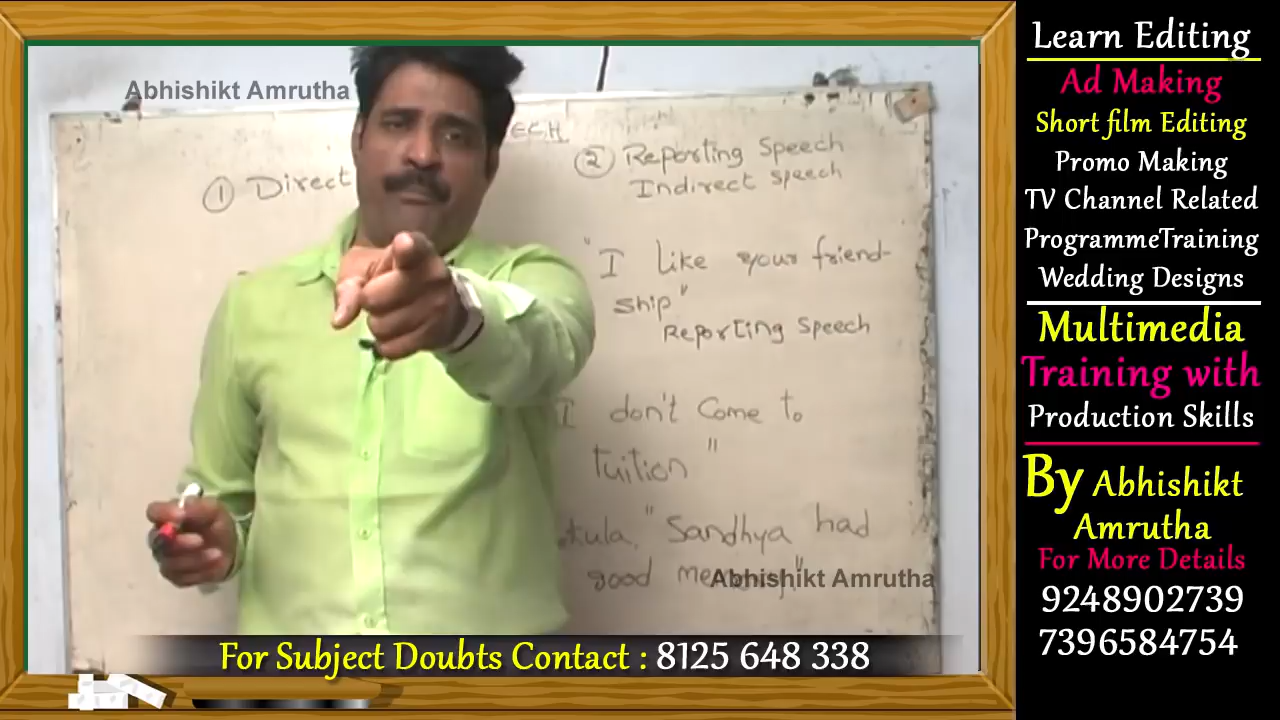 Abhishikt Amrutha
ECH
① Direct
② Reporting Speech
Indirect speech
"I like your friend-
ship"
Reporting speech
I don't come to
tuition"
"Sandhya had
good
Abhishikt Amrutha
For Subject Doubts Contact : 8125 648 338
Learn Editing
Ad Making
Short film Editing
Promo Making
TV Channel Related
ProgrammeTraining
Wedding Designs
Multimedia
Training with
Production Skills
By Abhishikt
Amrutha
For More Details
9248902739
7396584754